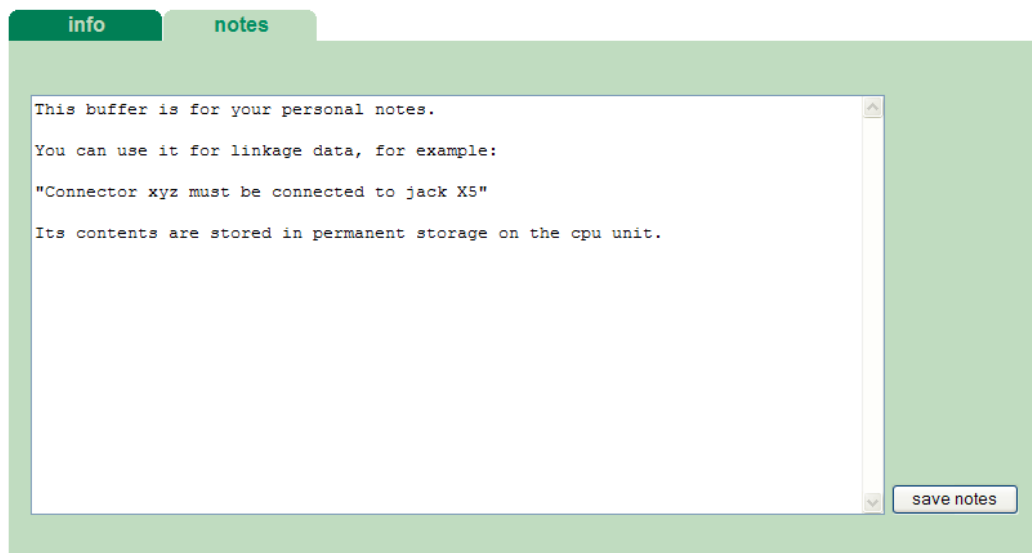 info
notes
This buffer is for your personal notes.
You can use it for linkage data, for example:
"Connector xyz must be connected to jack X5"
Its contents are stored in permanent storage on the cpu unit.
save notes